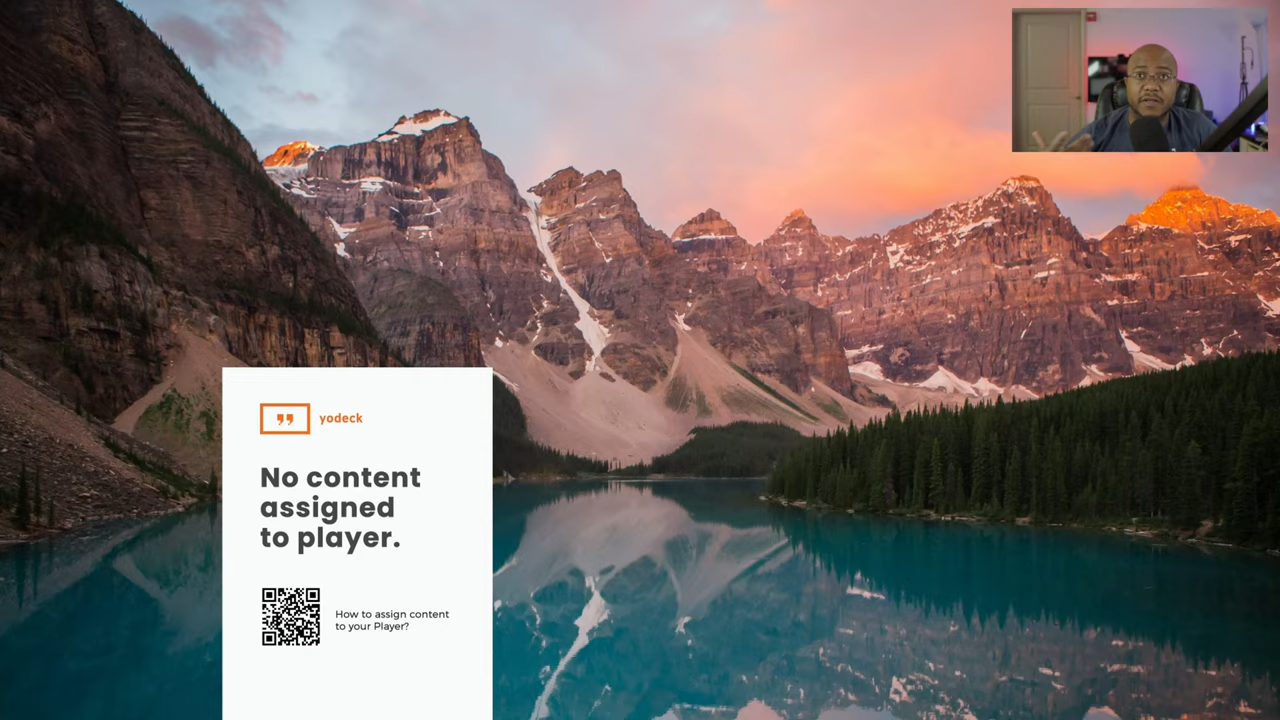 yodeck
No content
assigned
to player.
How to assign content
to your Player?